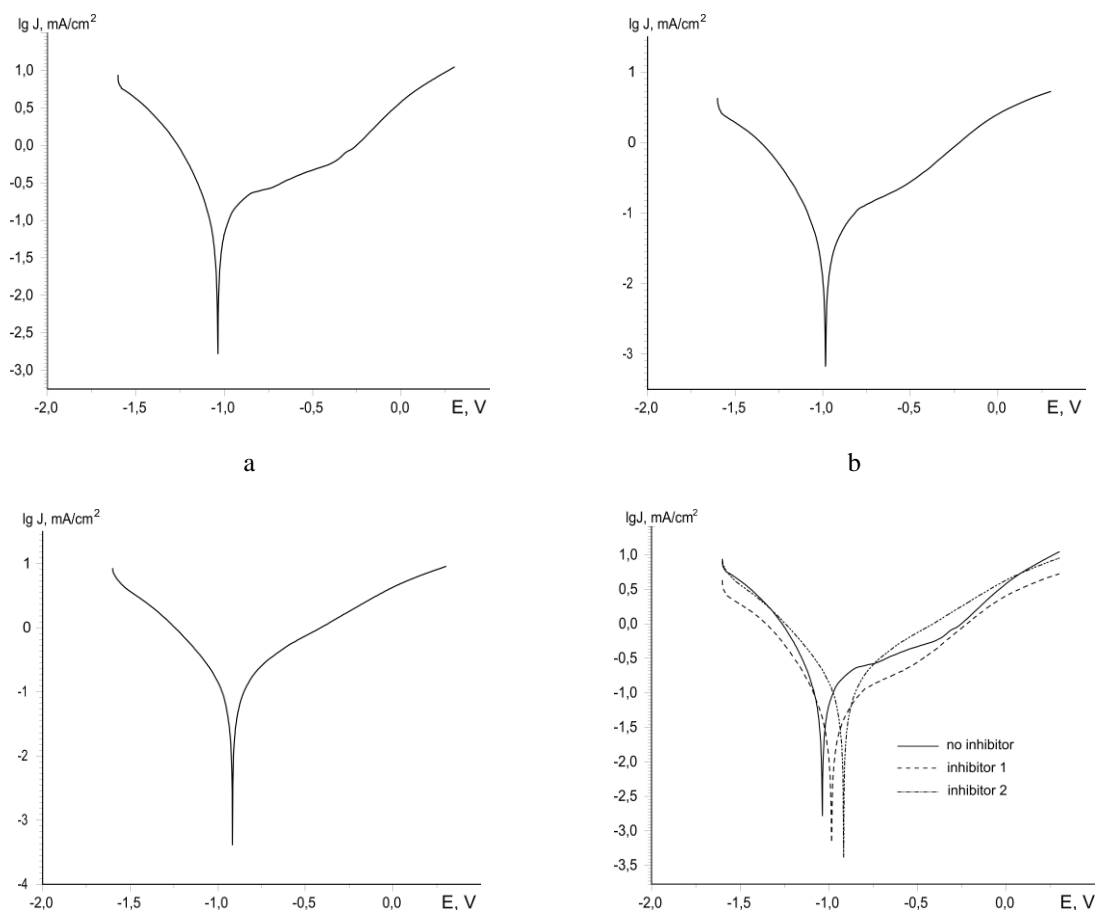 lg J, mA/cm²
1,0
0,5
0,0
-0,5
-1,0
-1,5
-2,0
-2,5
-3,0
-2,0 -1,5 -1,0 -0,5 0,0 E, V
a
lg J, mA/cm²
1
0
-1
-2
-3
-2,0 -1,5 -1,0 -0,5 0,0 E, V
b
lg J, mA/cm²
1
0
-1
-2
-3
-4
-2,0 -1,5 -1,0 -0,5 0,0 E, V
lgJ, mA/cm²
1,0
0,5
0,0
-0,5
-1,0
-1,5
-2,0
-2,5
-3,0
-3,5
no inhibitor
inhibitor 1
inhibitor 2
-2,0 -1,5 -1,0 -0,5 0,0 E, V